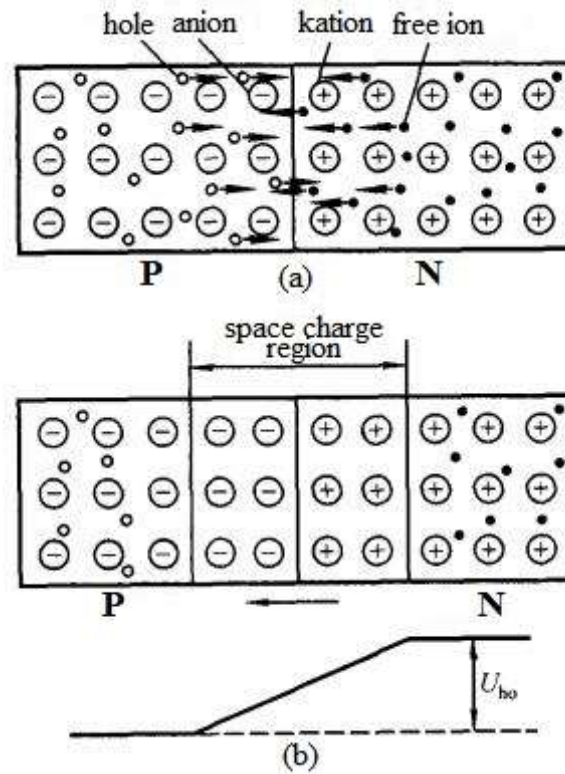 hole anion kation free ion
P N
(a)
space charge
region
P N
U_ho
(b)